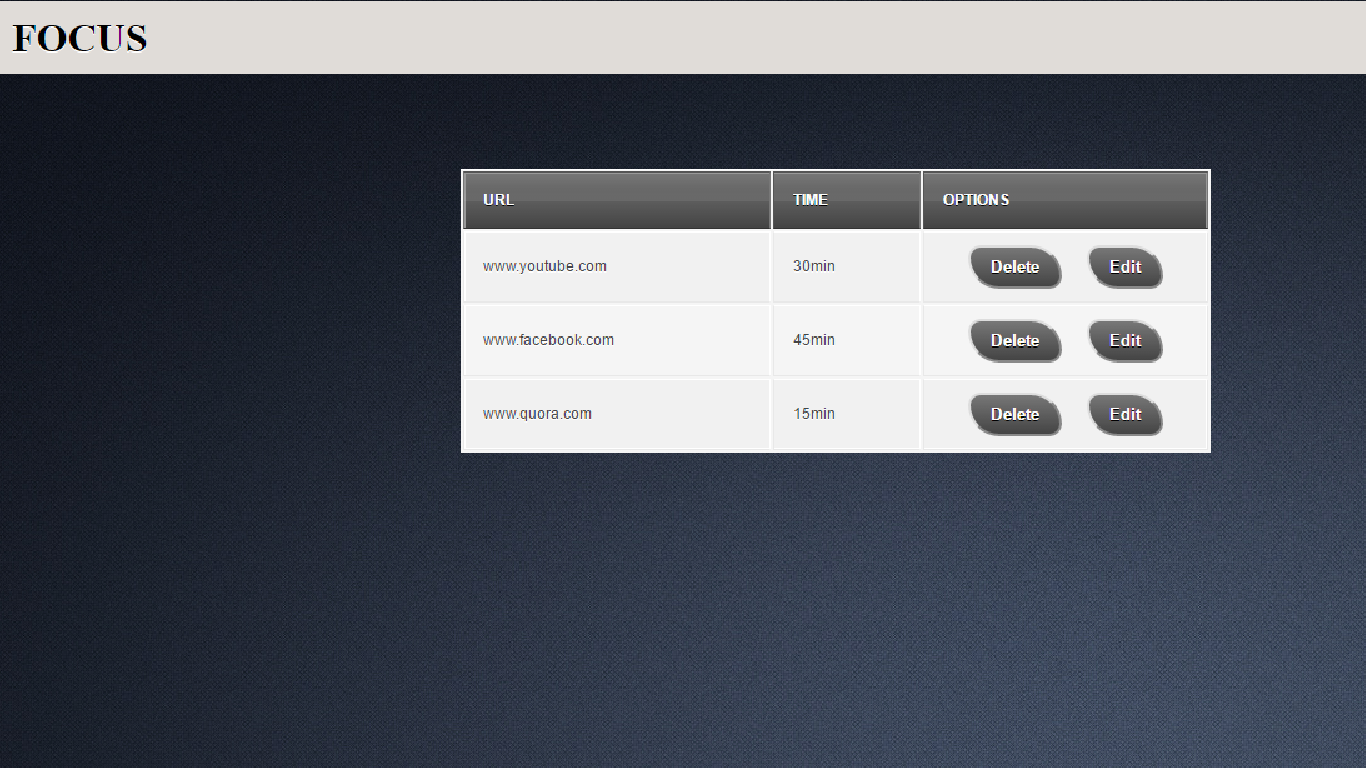 FOCUS
URL TIME OPTIONS
www.youtube.com 30min Delete Edit
www.facebook.com 45min Delete Edit
www.quora.com 15min Delete Edit